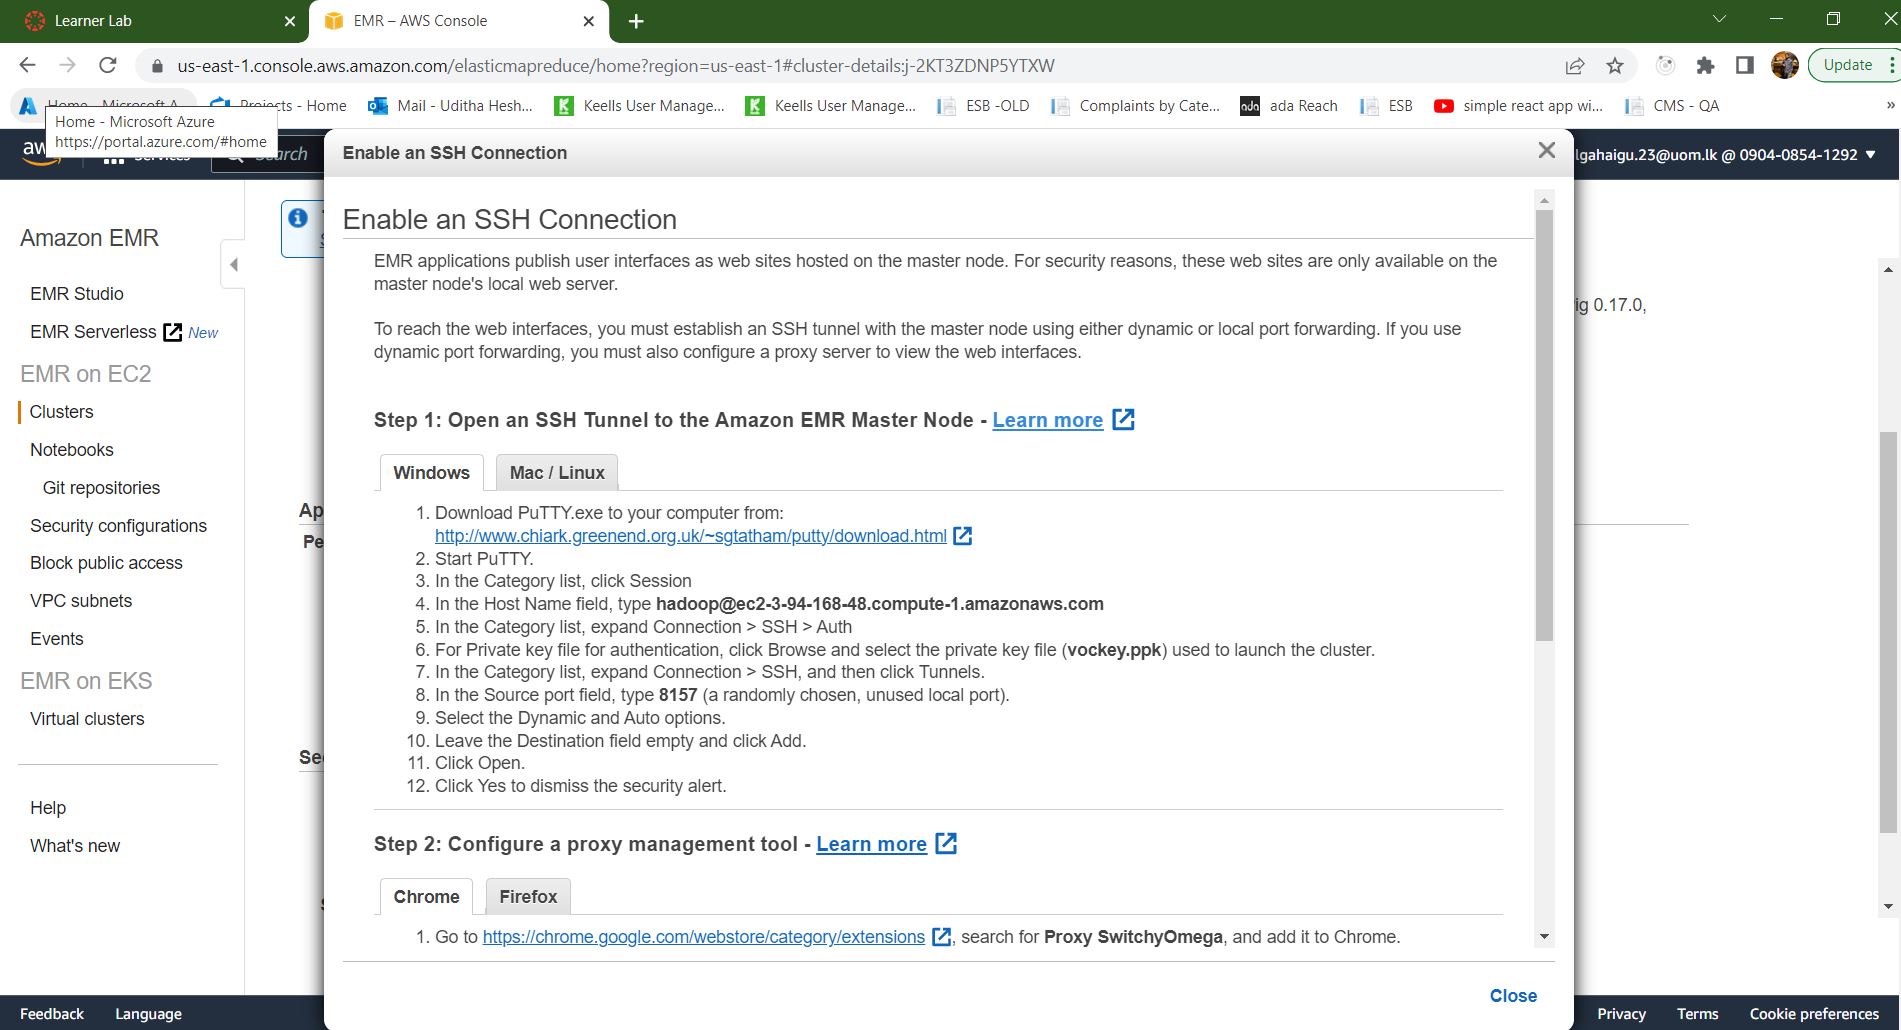 Learner Lab
EMR – AWS Console
us-east-1.console.aws.amazon.com/elasticmapreduce/home?region=us-east-1#cluster-details:j-2KT3ZDNP5YTXW
Update
Home - Microsoft A...
Projects - Home
Mail - Uditha Hesh...
Keells User Manage...
Keells User Manage...
ESB -OLD
Complaints by Cate...
ada
ada Reach
ESB
simple react app wi...
CMS - QA
»
Home - Microsoft Azure
https://portal.azure.com/#home
aws
Services
Search
lgahaigu.23@uom.lk @ 0904-0854-1292
Amazon EMR
EMR Studio
EMR Serverless New
EMR on EC2
Clusters
Notebooks
Git repositories
Security configurations
Block public access
VPC subnets
Events
EMR on EKS
Virtual clusters
Help
What's new
Ap
Pe
Se
ig 0.17.0,
Enable an SSH Connection
Enable an SSH Connection
EMR applications publish user interfaces as web sites hosted on the master node. For security reasons, these web sites are only available on the
master node's local web server.
To reach the web interfaces, you must establish an SSH tunnel with the master node using either dynamic or local port forwarding. If you use
dynamic port forwarding, you must also configure a proxy server to view the web interfaces.
Step 1: Open an SSH Tunnel to the Amazon EMR Master Node - Learn more
Windows
Mac / Linux
1. Download PuTTY.exe to your computer from:
http://www.chiark.greenend.org.uk/~sgtatham/putty/download.html
2. Start PuTTY.
3. In the Category list, click Session
4. In the Host Name field, type hadoop@ec2-3-94-168-48.compute-1.amazonaws.com
5. In the Category list, expand Connection > SSH > Auth
6. For Private key file for authentication, click Browse and select the private key file (vockey.ppk) used to launch the cluster.
7. In the Category list, expand Connection > SSH, and then click Tunnels.
8. In the Source port field, type 8157 (a randomly chosen, unused local port).
9. Select the Dynamic and Auto options.
10. Leave the Destination field empty and click Add.
11. Click Open.
12. Click Yes to dismiss the security alert.
Step 2: Configure a proxy management tool - Learn more
Chrome
Firefox
1. Go to https://chrome.google.com/webstore/category/extensions , search for Proxy SwitchyOmega, and add it to Chrome.
Close
Feedback
Language
Privacy
Terms
Cookie preferences